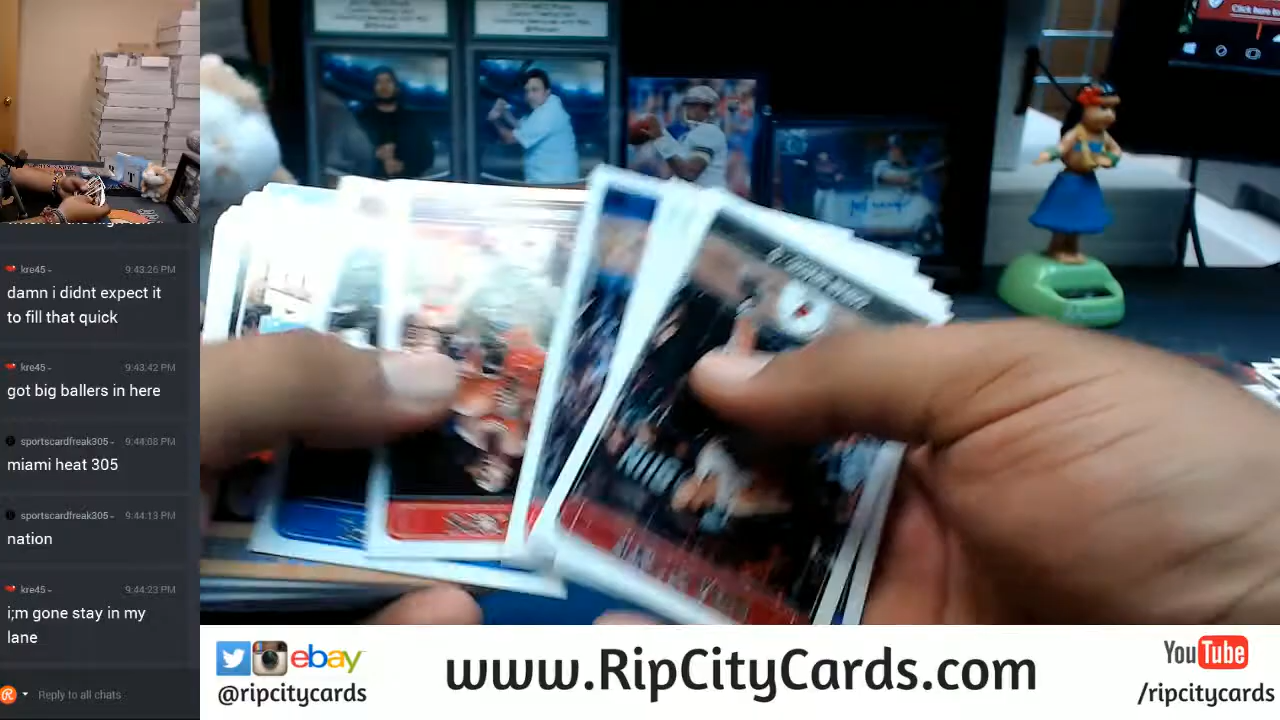 kre45 - 9:43:26 PM
damn i didnt expect it
to fill that quick
kre45 - 9:43:42 PM
got big ballers in here
sportscardfreak305 - 9:44:08 PM
miami heat 305
sportscardfreak305 - 9:44:13 PM
nation
kre45 - 9:44:23 PM
i;m gone stay in my
lane
Reply to all chats
Click here to
ebay
@ripcitycards
www.RipCityCards.com
YouTube
/ripcitycards